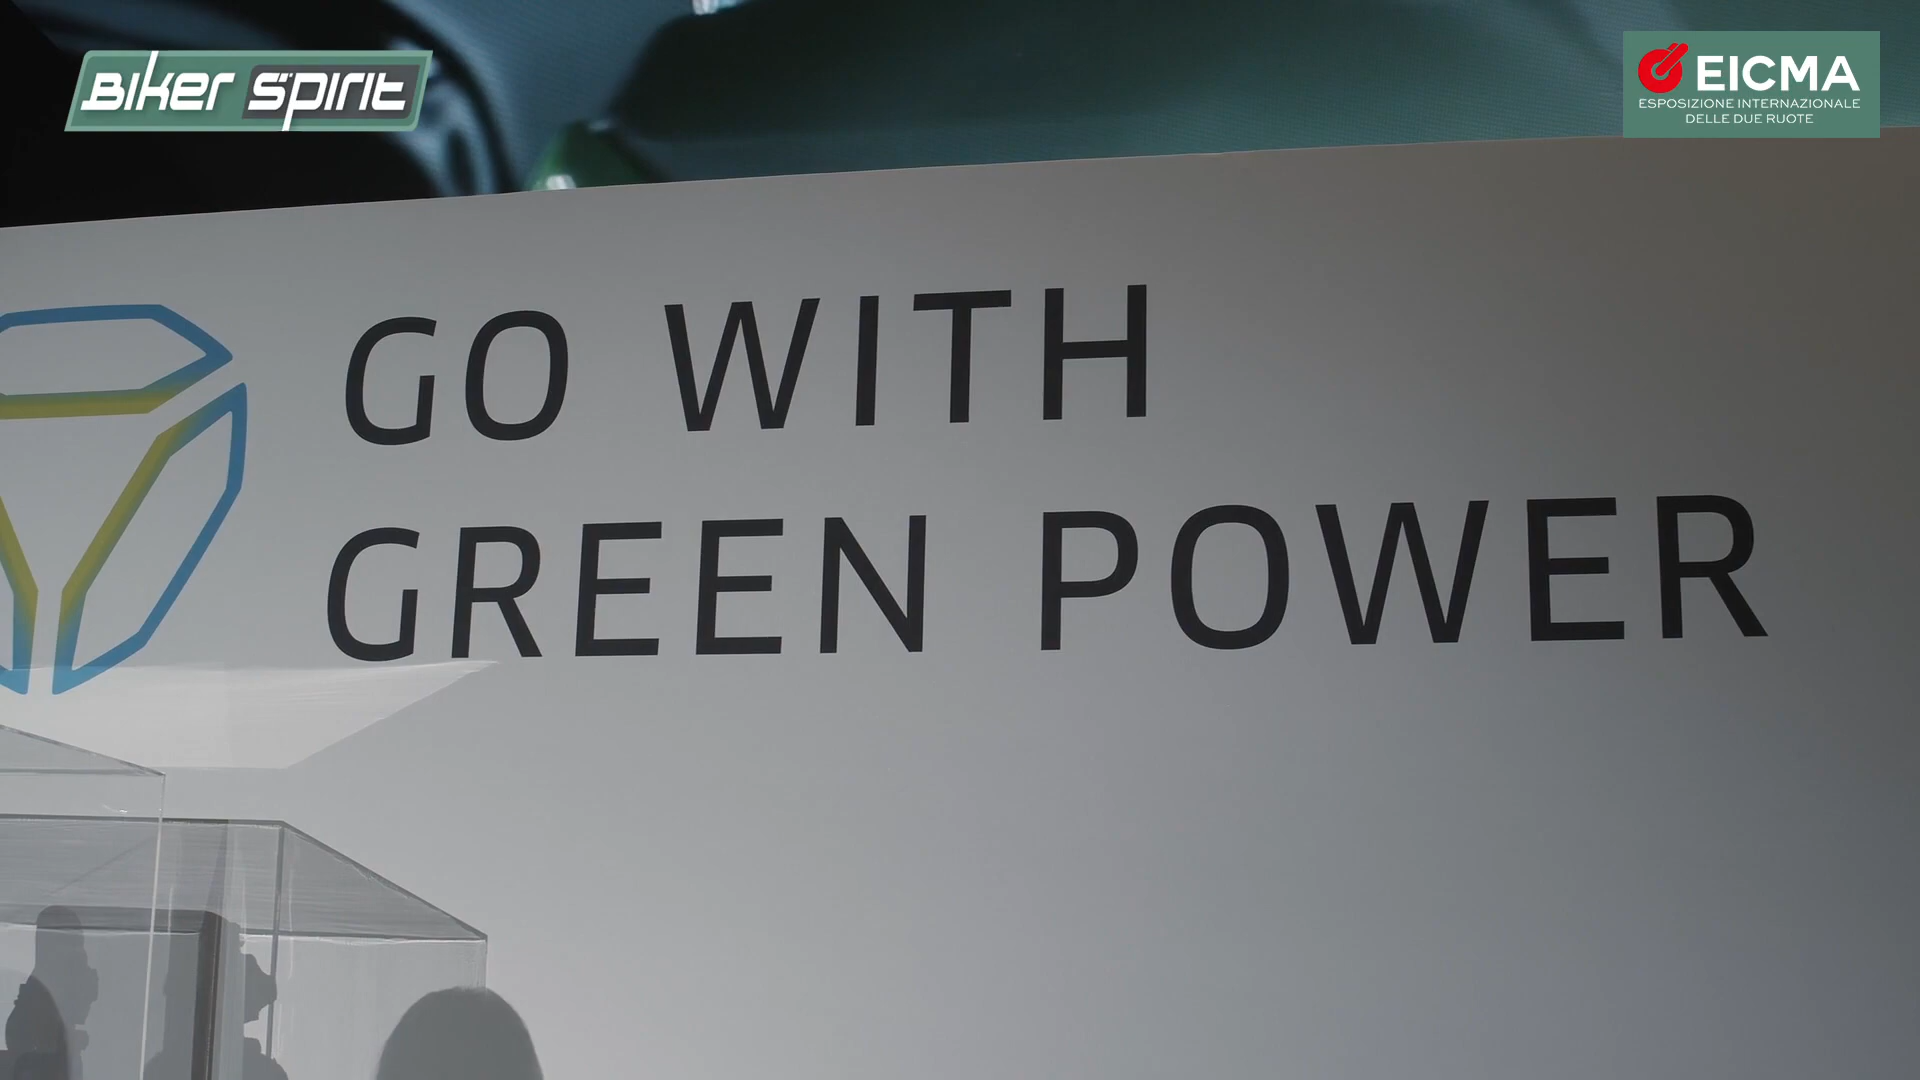 BIKER SPIRIT
EICMA
ESPOSIZIONE INTERNAZIONALE
DELLE DUE RUOTE
GO WITH
GREEN POWER